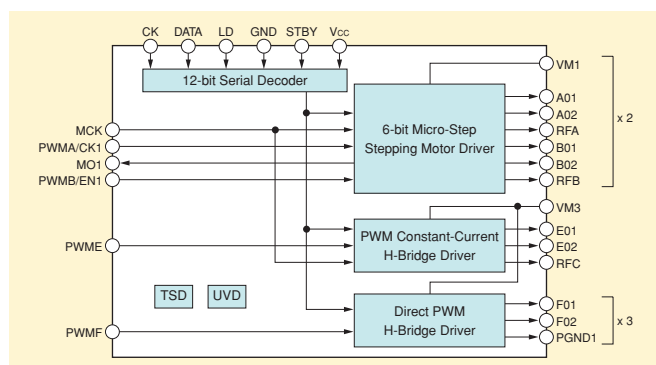 CK DATA LD GND STBY Vcc
12-bit Serial Decoder
VM1
A01
A02
RFA
B01
B02
RFB
x 2
6-bit Micro-Step
Stepping Motor Driver
MCK
PWMA/CK1
MO1
PWMB/EN1
VM3
PWM Constant-Current
H-Bridge Driver
E01
E02
RFC
PWME
TSD UVD
Direct PWM
H-Bridge Driver
F01
F02
PGND1
x 3
PWMF